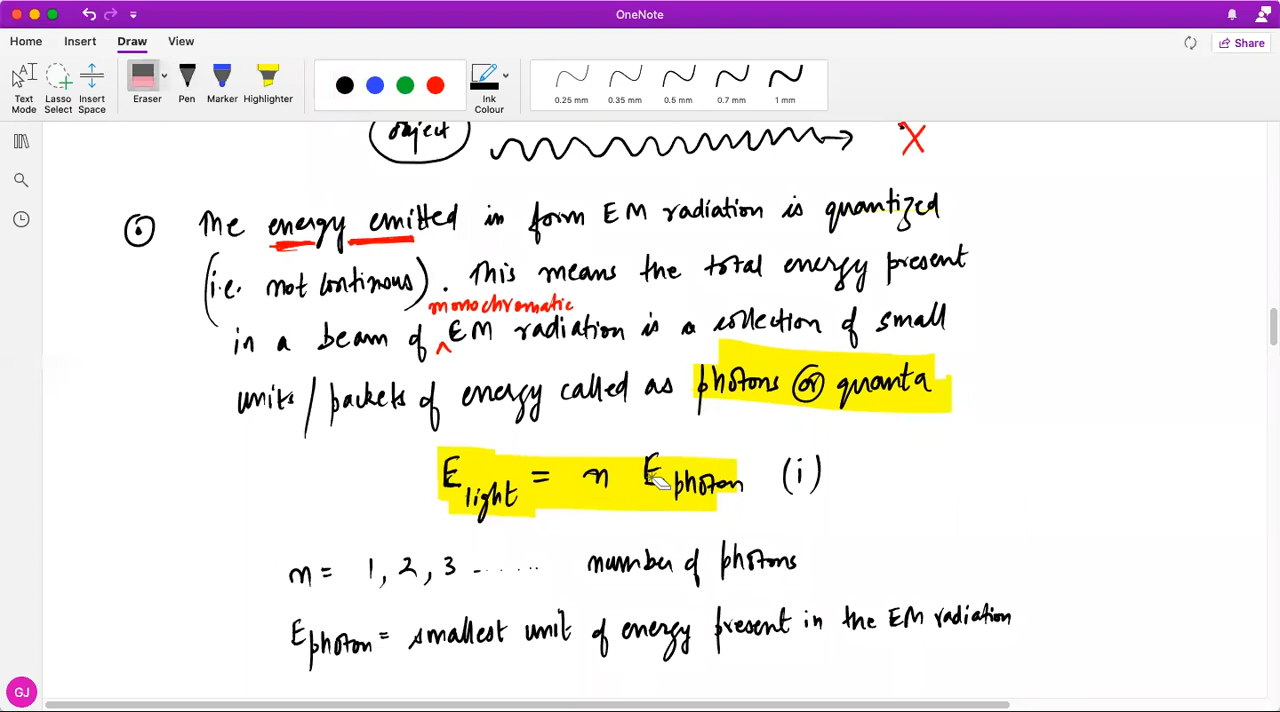 OneNote
Home Insert Draw View
Share
Text Mode
Lasso Select
Insert Space
Eraser
Pen
Marker
Highlighter
Ink Colour
0.25 mm 0.35 mm 0.5 mm 0.7 mm 1 mm
object X
(i) The energy emitted in form EM radiation is quantized
(i.e. not continous). This means the total energy present
monochromatic
in a beam of ^ EM radiation is a collection of small
units / packets of energy called as photons (or) quanta
E light = n E photon (i)
n = 1, 2, 3 ...... number of photons
E photon = smallest unit of energy present in the EM radiation
GJ